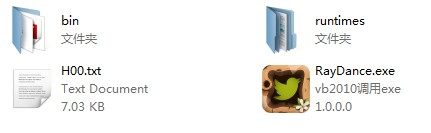 bin
文件夹
runtimes
文件夹
H00.txt
Text Document
7.03 KB
RayDance.exe
vb2010调用exe
1.0.0.0